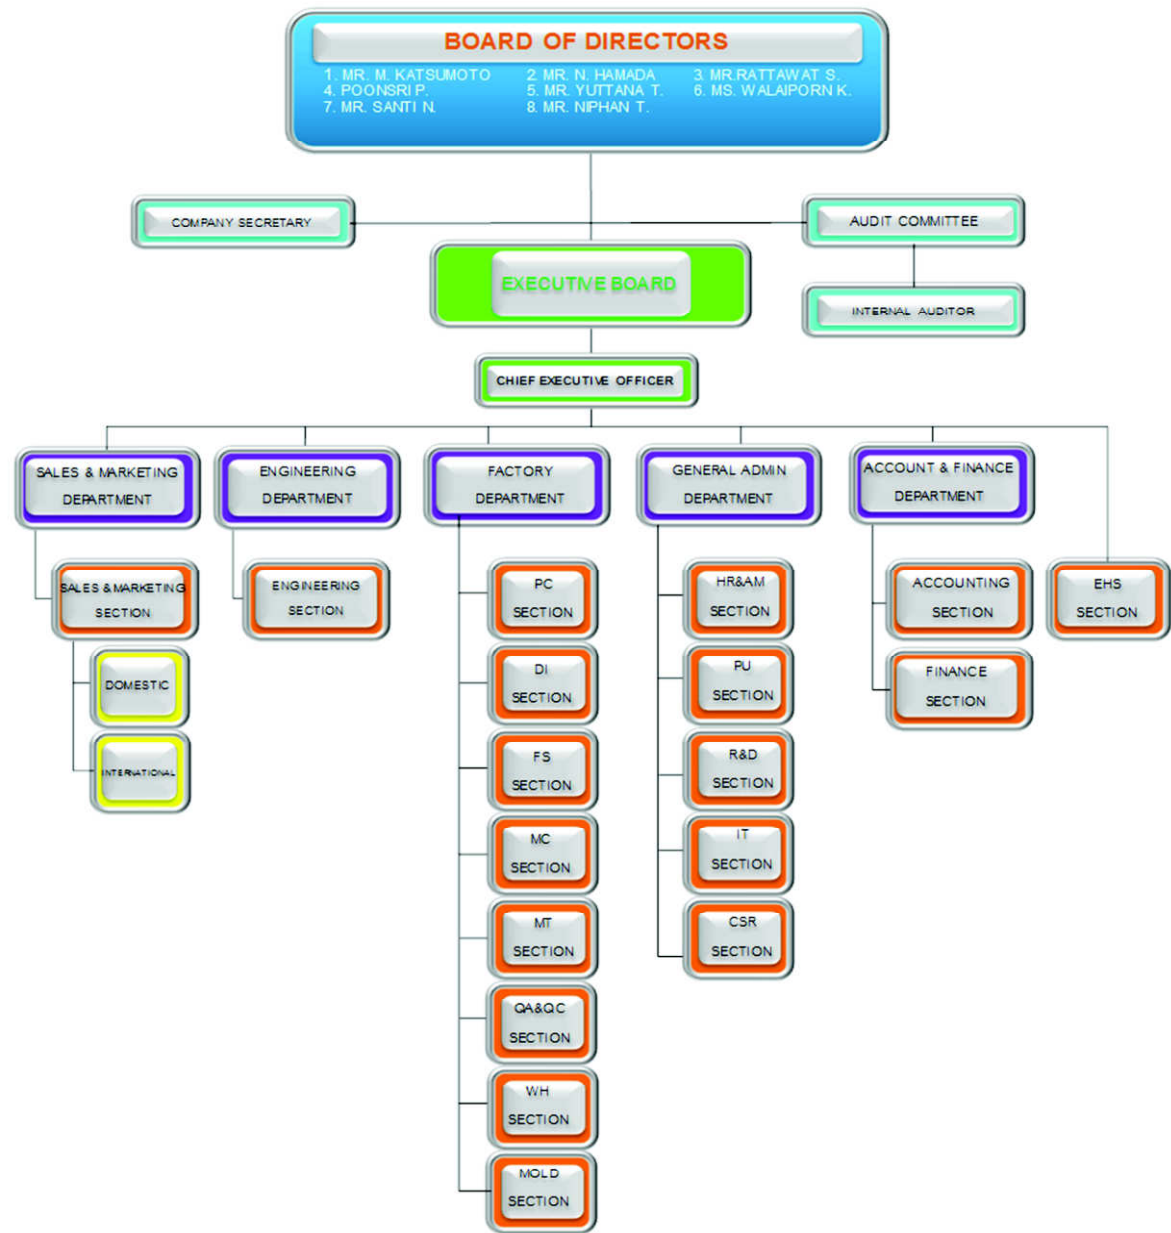 BOARD OF DIRECTORS
1. MR. M. KATSUMOTO 2. MR. N. HAMADA 3. MR.RATTAWAT S.
4. POONSRI P. 5. MR. YUTTANA T. 6. MS. WALAIPORN K.
7. MR. SANTI N. 8. MR. NIPHAN T.
COMPANY SECRETARY
AUDIT COMMITTEE
EXECUTIVE BOARD
INTERNAL AUDITOR
CHIEF EXECUTIVE OFFICER
SALES & MARKETING
DEPARTMENT
ENGINEERING
DEPARTMENT
FACTORY
DEPARTMENT
GENERAL ADMIN
DEPARTMENT
ACCOUNT & FINANCE
DEPARTMENT
SALES & MARKETING
SECTION
DOMESTIC
INTERNATIONAL
ENGINEERING
SECTION
PC
SECTION
DI
SECTION
FS
SECTION
MC
SECTION
MT
SECTION
QA&QC
SECTION
WH
SECTION
MOLD
SECTION
HR&AM
SECTION
PU
SECTION
R&D
SECTION
IT
SECTION
CSR
SECTION
ACCOUNTING
SECTION
FINANCE
SECTION
EHS
SECTION